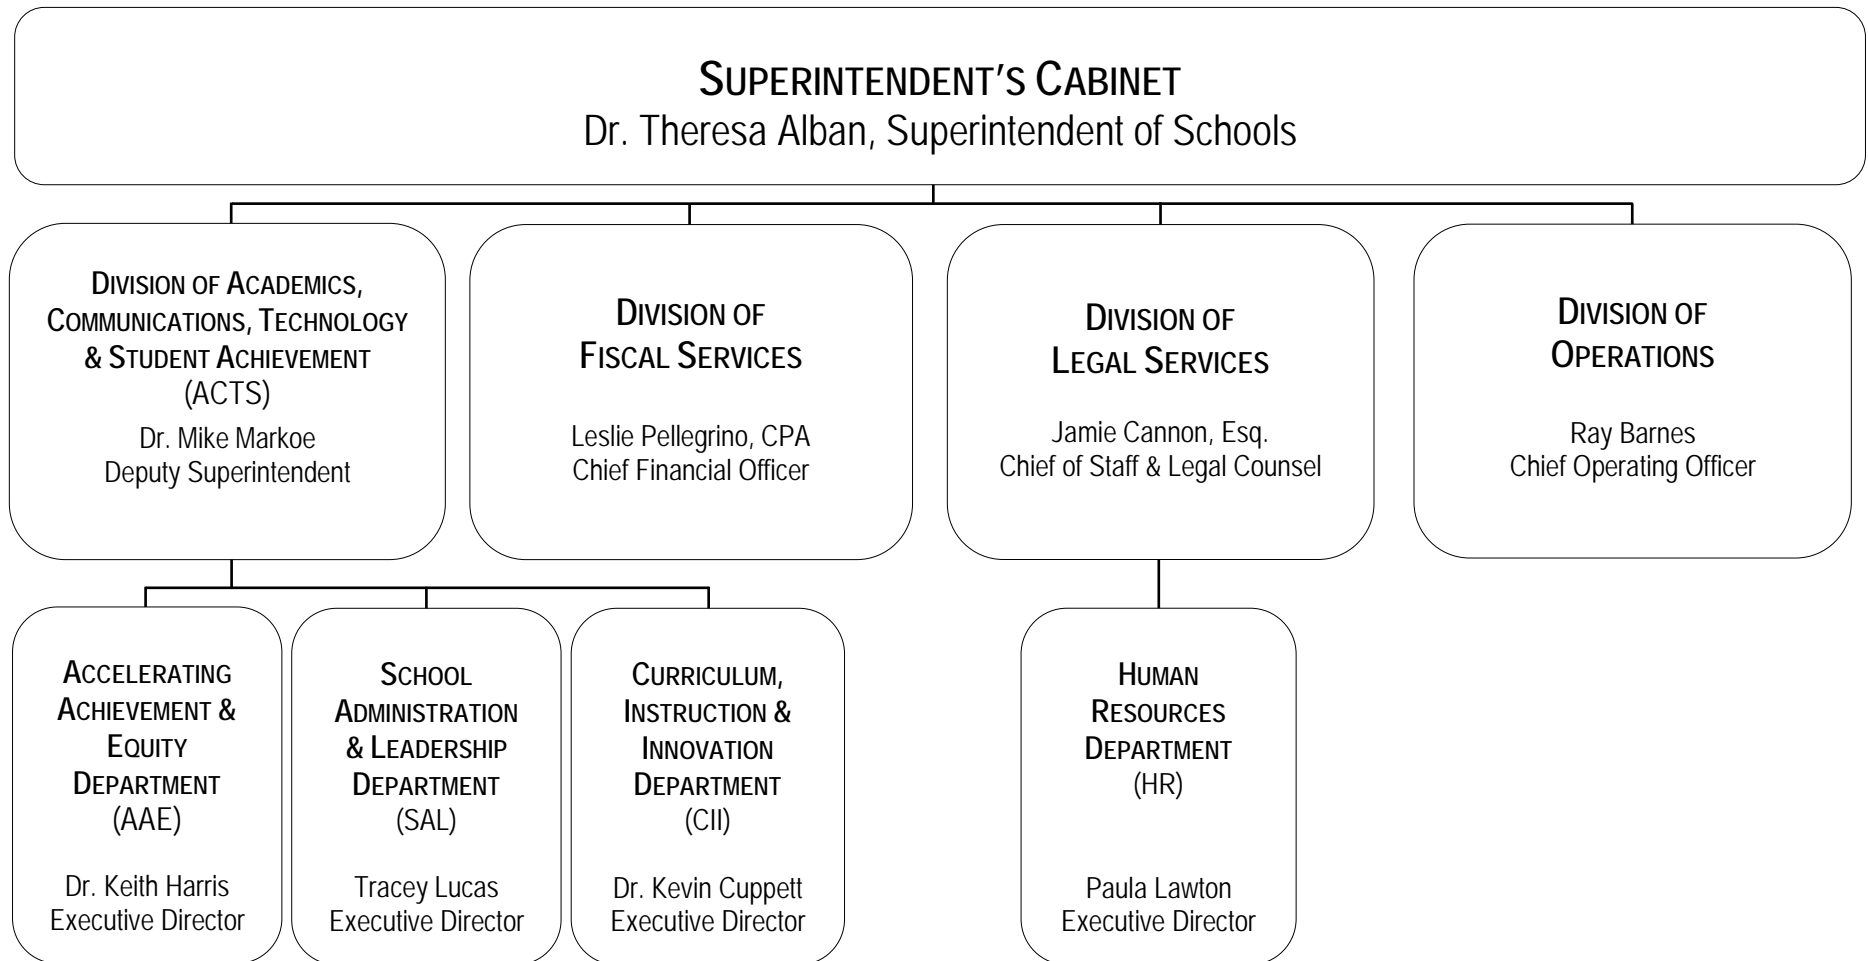 SUPERINTENDENT'S CABINET
Dr. Theresa Alban, Superintendent of Schools
DIVISION OF ACADEMICS,
COMMUNICATIONS, TECHNOLOGY
& STUDENT ACHIEVEMENT
(ACTS)
Dr. Mike Markoe
Deputy Superintendent
DIVISION OF
FISCAL SERVICES
Leslie Pellegrino, CPA
Chief Financial Officer
DIVISION OF
LEGAL SERVICES
Jamie Cannon, Esq.
Chief of Staff & Legal Counsel
DIVISION OF
OPERATIONS
Ray Barnes
Chief Operating Officer
ACCELERATING
ACHIEVEMENT &
EQUITY
DEPARTMENT
(AAE)
Dr. Keith Harris
Executive Director
SCHOOL
ADMINISTRATION
& LEADERSHIP
DEPARTMENT
(SAL)
Tracey Lucas
Executive Director
CURRICULUM,
INSTRUCTION &
INNOVATION
DEPARTMENT
(CII)
Dr. Kevin Cuppett
Executive Director
HUMAN
RESOURCES
DEPARTMENT
(HR)
Paula Lawton
Executive Director